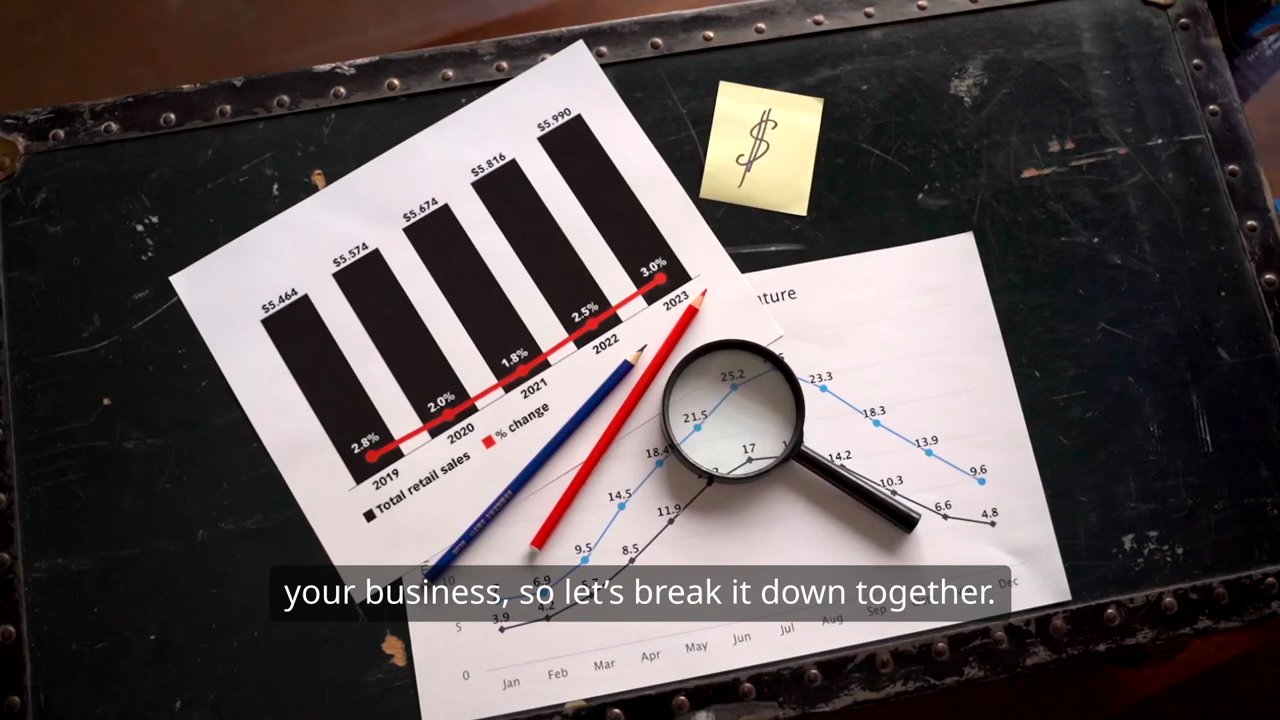 $5.464
$5.574
$5.674
$5.816
$5.990
2.8%
2.0%
1.8%
2.5%
3.0%
2019
2020
2021
2022
2023
Total retail sales
% change
$
25.2
23.3
21.5
18.3
18.4
17
14.2
13.9
14.5
11.9
10.3
9.6
9.5
8.5
6.6
4.8
6.9
4.2
3.9
10
5
0
Jan
Feb
Mar
Apr
May
Jun
Jul
Aug
Sep
Dec
your business, so let’s break it down together.